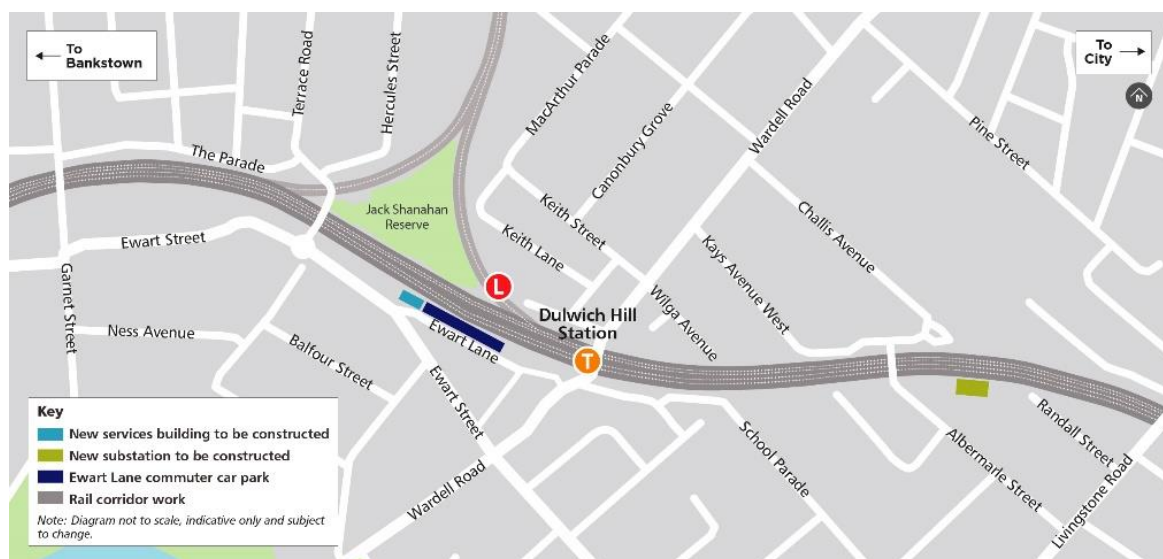 To
Bankstown
To
City
N
Terrace Road
Hercules Street
MacArthur Parade
Canonbury Grove
Wardell Road
Pine Street
The Parade
Jack Shanahan
Reserve
Keith Street
Keith Lane
Challis Avenue
Kays Avenue West
Ewart Street
Garnet Street
L
Wilga Avenue
Dulwich Hill
Station
T
Ness Avenue
Balfour Street
Ewart Lane
Ewart Street
Wardell Road
School Parade
Albermarle Street
Randall Street
Livingstone Road
Key
New services building to be constructed
New substation to be constructed
Ewart Lane commuter car park
Rail corridor work
Note: Diagram not to scale, indicative only and subject
to change.